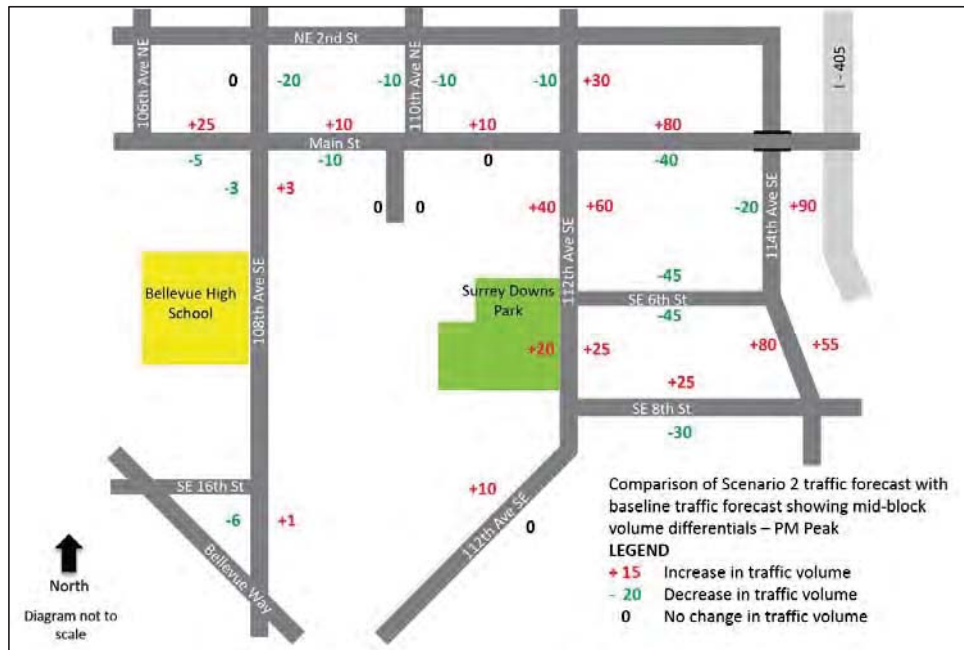 NE 2nd St
106th Ave NE
110th Ave NE
I - 405
0
-20
-10
-10
-10
+30
+25
+10
+10
+80
Main St
-5
-10
0
-40
-3
+3
0
0
+40
+60
-20
+90
112th Ave SE
114th Ave SE
Bellevue High
School
108th Ave SE
Surrey Downs
Park
-45
SE 6th St
-45
+20
+25
+80
+55
+25
SE 8th St
-30
SE 16th St
-6
+1
Bellevue Way
+10
0
112th Ave SE
North
Diagram not to
scale
Comparison of Scenario 2 traffic forecast with
baseline traffic forecast showing mid-block
volume differentials – PM Peak
LEGEND
+ 15 Increase in traffic volume
- 20 Decrease in traffic volume
0 No change in traffic volume